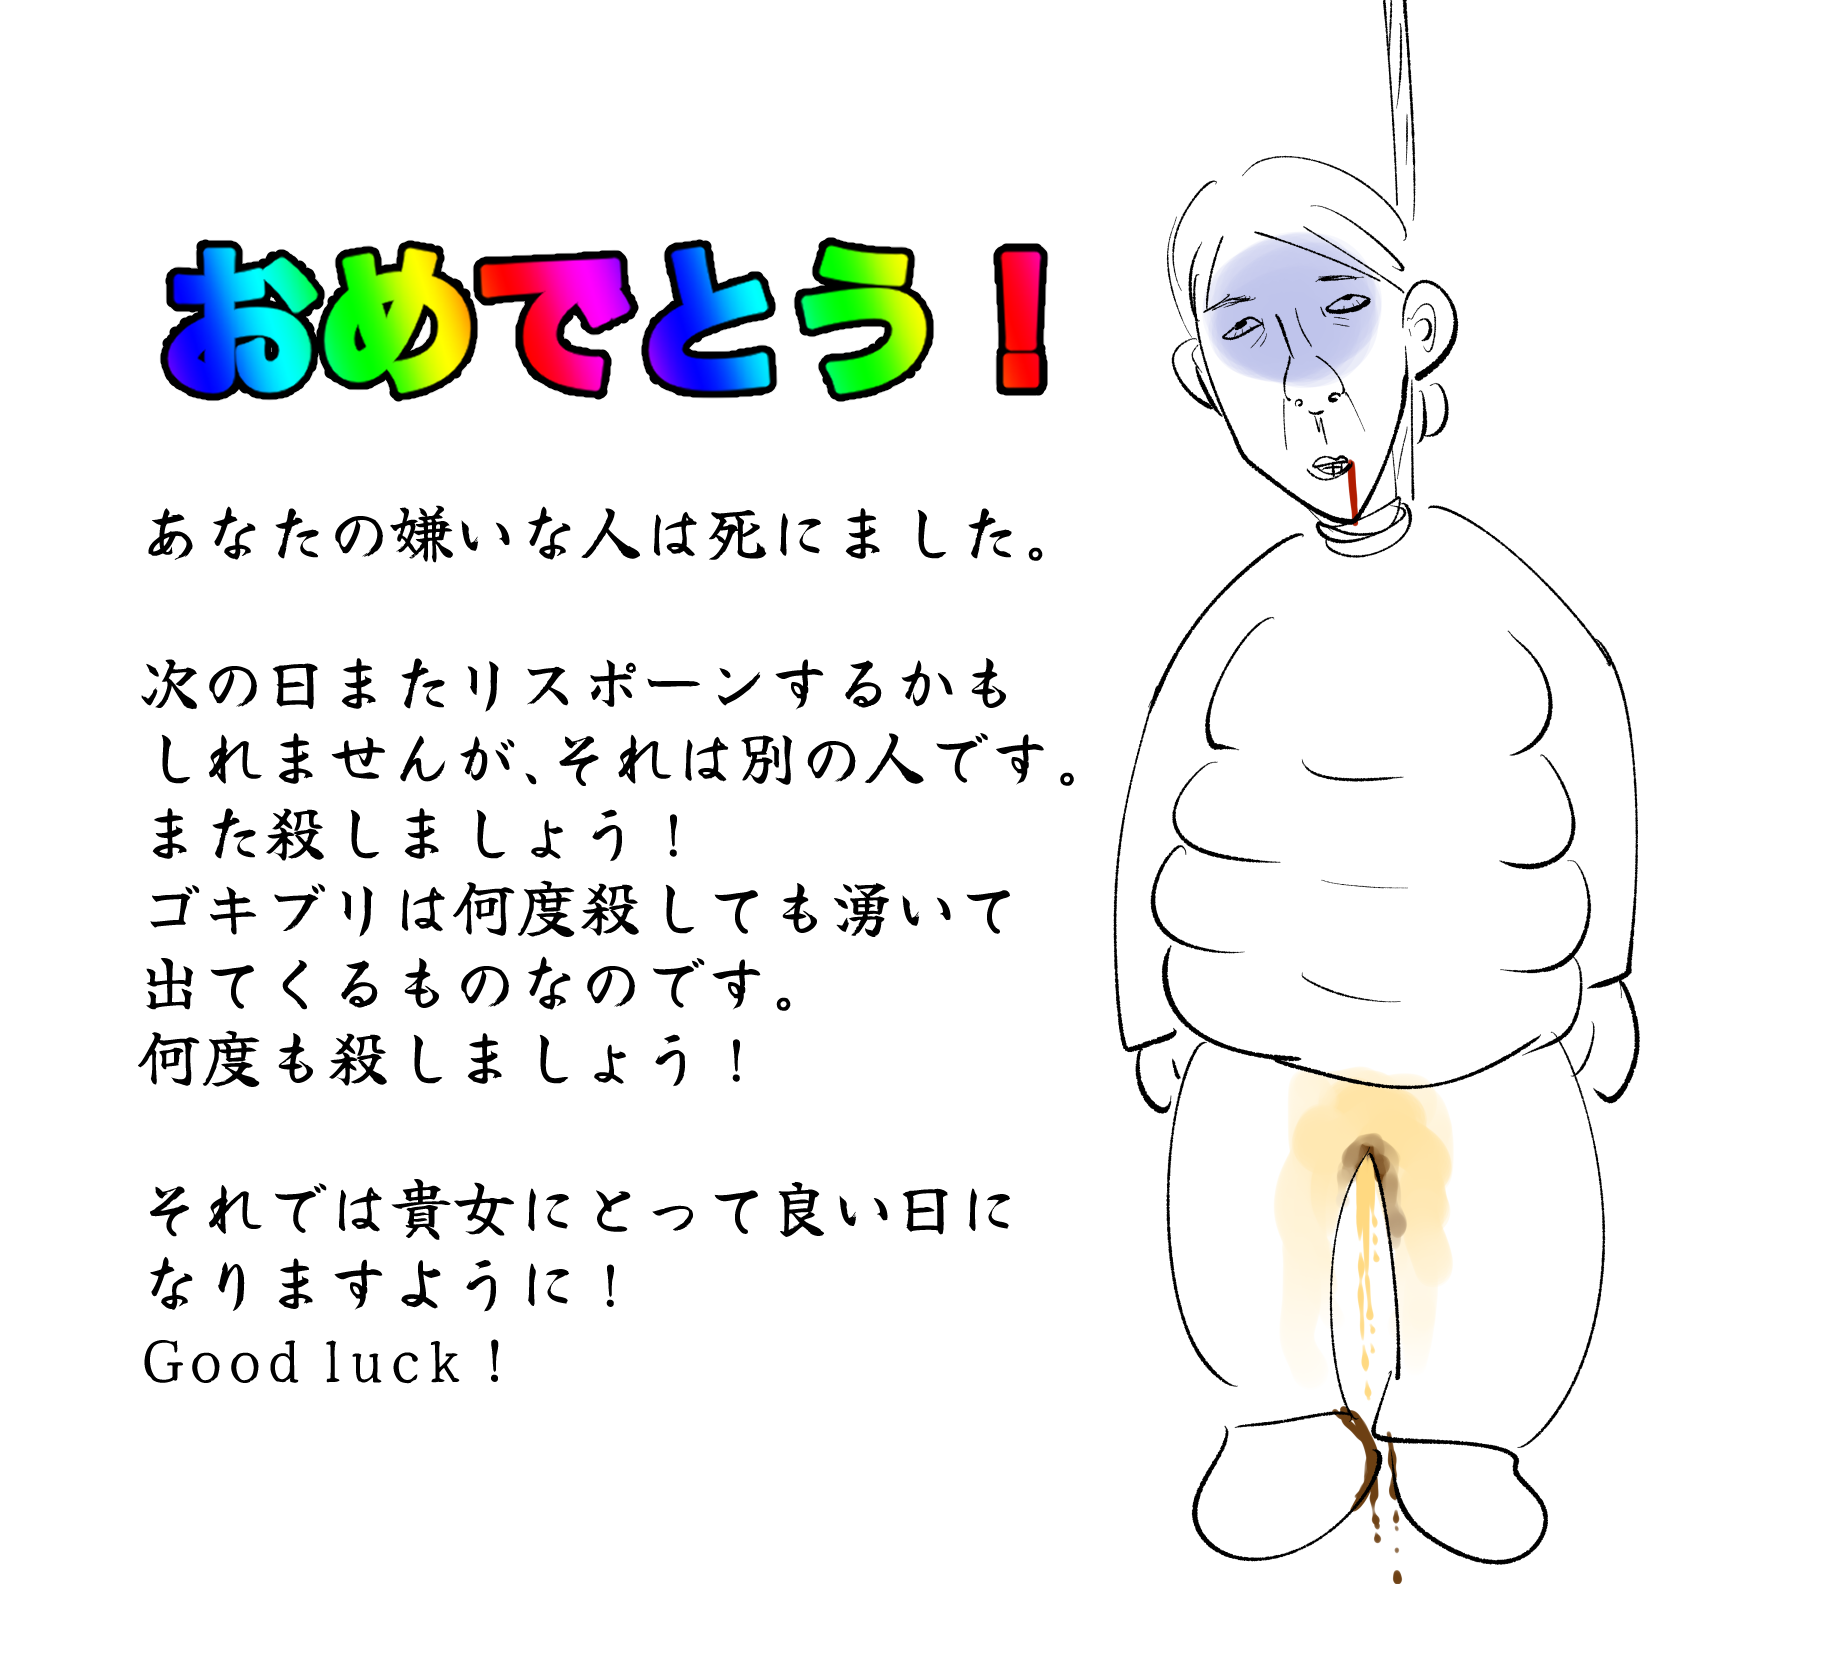 おめでとう！
あなたの嫌いな人は死にました。
次の日またリスポーンするかも
しれませんが、それは別の人です。
また殺しましょう！
ゴキブリは何度殺しても湧いて
出てくるものなのです。
何度も殺しましょう！
それでは貴女にとって良い日に
なりますように！
Good luck！